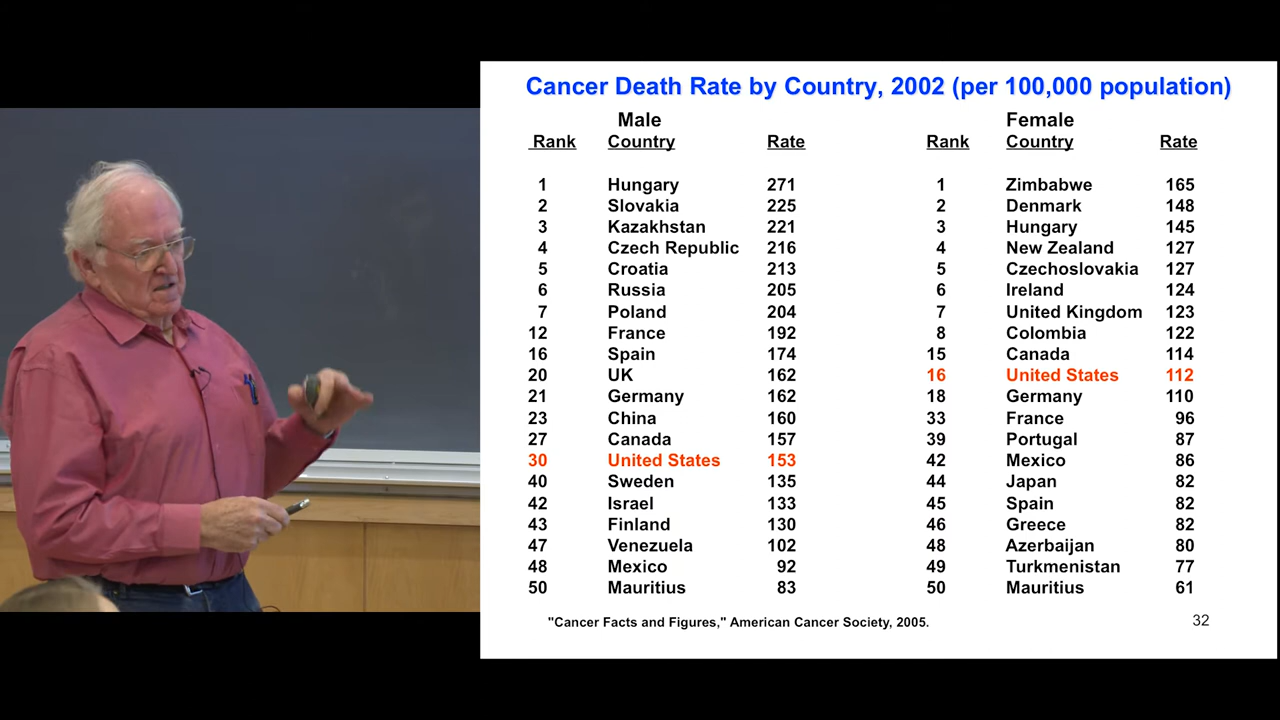 Cancer Death Rate by Country, 2002 (per 100,000 population)
Male Female
Rank Country Rate Rank Country Rate
1 Hungary 271 1 Zimbabwe 165
2 Slovakia 225 2 Denmark 148
3 Kazakhstan 221 3 Hungary 145
4 Czech Republic 216 4 New Zealand 127
5 Croatia 213 5 Czechoslovakia 127
6 Russia 205 6 Ireland 124
7 Poland 204 7 United Kingdom 123
12 France 192 8 Colombia 122
16 Spain 174 15 Canada 114
20 UK 162 16 United States 112
21 Germany 162 18 Germany 110
23 China 160 33 France 96
27 Canada 157 39 Portugal 87
30 United States 153 42 Mexico 86
40 Sweden 135 44 Japan 82
42 Israel 133 45 Spain 82
43 Finland 130 46 Greece 82
47 Venezuela 102 48 Azerbaijan 80
48 Mexico 92 49 Turkmenistan 77
50 Mauritius 83 50 Mauritius 61
"Cancer Facts and Figures," American Cancer Society, 2005. 32